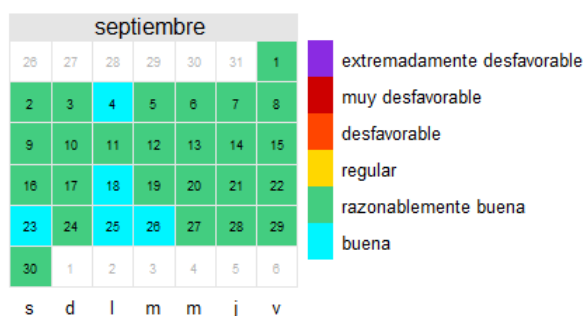 septiembre
26 27 28 29 30 31 1
2 3 4 5 6 7 8
9 10 11 12 13 14 15
16 17 18 19 20 21 22
23 24 25 26 27 28 29
30 1 2 3 4 5 6
s d l m m j v
extremadamente desfavorable
muy desfavorable
desfavorable
regular
razonablemente buena
buena